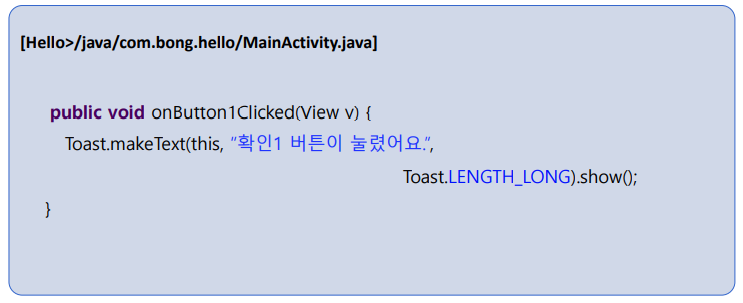 [Hello>/java/com.bong.hello/MainActivity.java]
public void onButton1Clicked(View v) {
Toast.makeText(this, “확인1 버튼이 눌렸어요.”,
Toast.LENGTH_LONG).show();
}